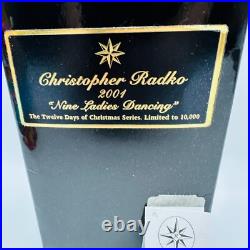 Christopher Radko
2001
"Nine Ladies Dancing"
The Twelve Days of Christmas Series. Limited to 10,000